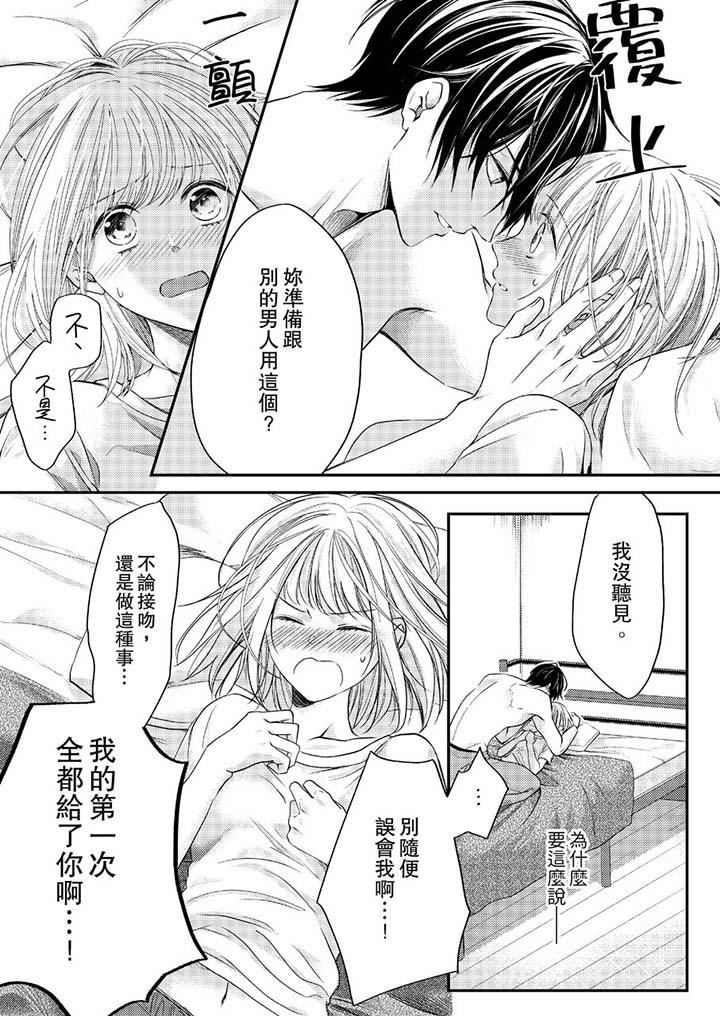 覆
上
妳準備跟
別的男人用這個？
一
顫
不、
不是…
我沒聽見。
為什麼
要這麼說──
…
別隨便
誤會我啊…！
不論接吻，
還是做這種事…
我的第一次
全都給了你啊…！